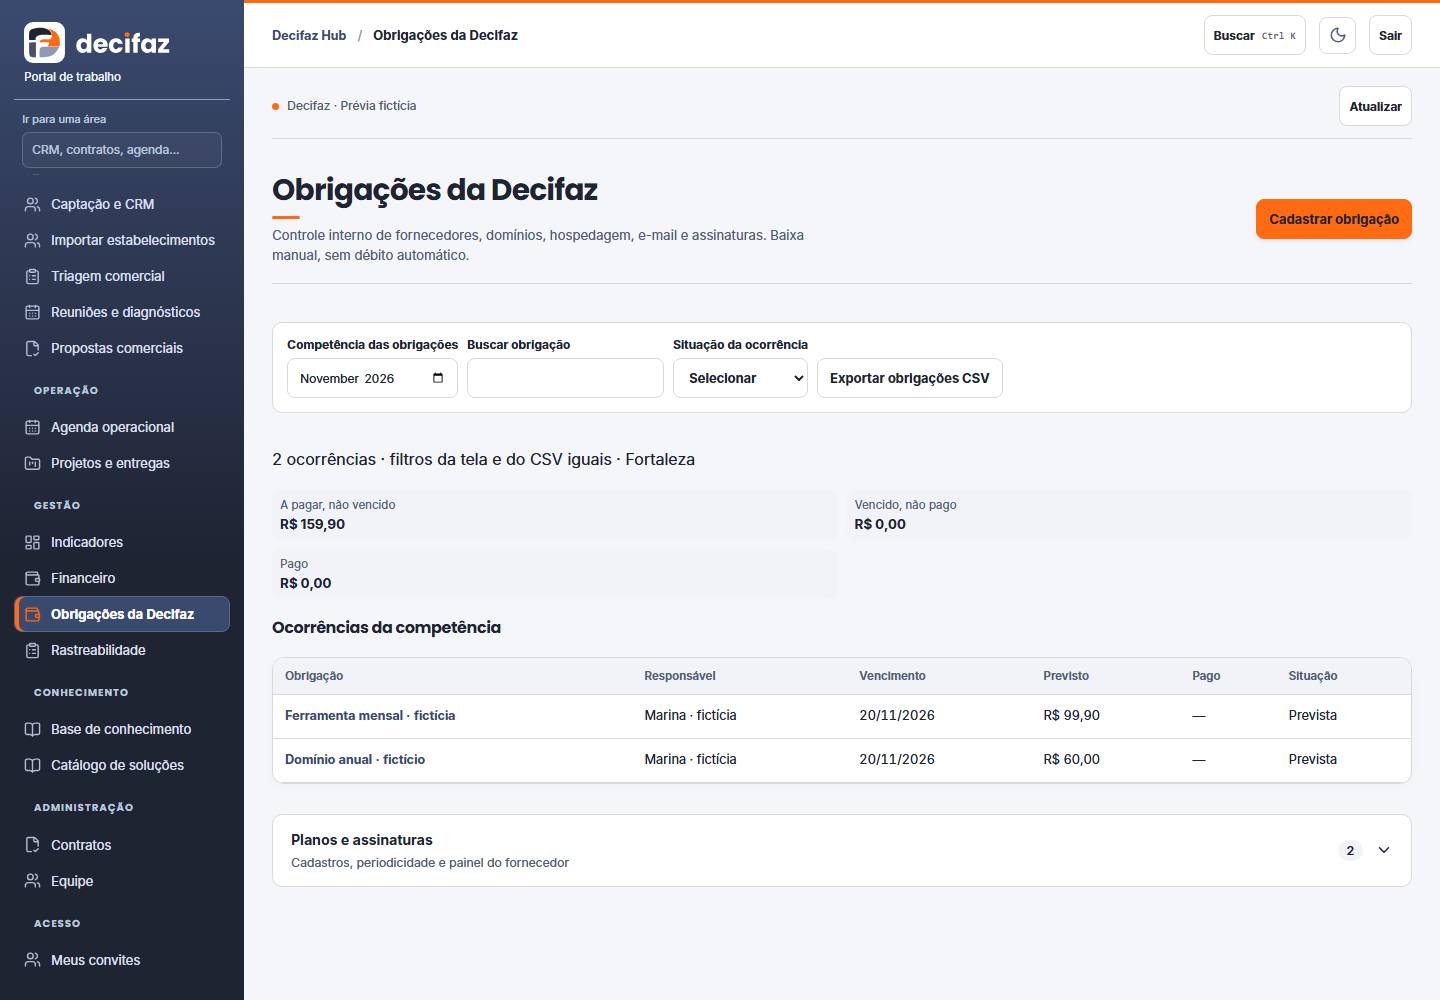 decifaz
Portal de trabalho
Ir para uma área
CRM, contratos, agenda...
Captação e CRM
Importar estabelecimentos
Triagem comercial
Reuniões e diagnósticos
Propostas comerciais
OPERAÇÃO
Agenda operacional
Projetos e entregas
GESTÃO
Indicadores
Financeiro
Obrigações da Decifaz
Rastreabilidade
CONHECIMENTO
Base de conhecimento
Catálogo de soluções
ADMINISTRAÇÃO
Contratos
Equipe
ACESSO
Meus convites
Decifaz Hub / Obrigações da Decifaz
Buscar Ctrl K
Sair
Decifaz · Prévia fictícia
Atualizar
Obrigações da Decifaz
Controle interno de fornecedores, domínios, hospedagem, e-mail e assinaturas. Baixa
manual, sem débito automático.
Cadastrar obrigação
Competência das obrigações Buscar obrigação Situação da ocorrência
November 2026 Selecionar Exportar obrigações CSV
2 ocorrências · filtros da tela e do CSV iguais · Fortaleza
A pagar, não vencido
R$ 159,90
Vencido, não pago
R$ 0,00
Pago
R$ 0,00
Ocorrências da competência
Obrigação Responsável Vencimento Previsto Pago Situação
Ferramenta mensal · fictícia Marina · fictícia 20/11/2026 R$ 99,90 — Prevista
Domínio anual · fictício Marina · fictícia 20/11/2026 R$ 60,00 — Prevista
Planos e assinaturas
Cadastros, periodicidade e painel do fornecedor
2